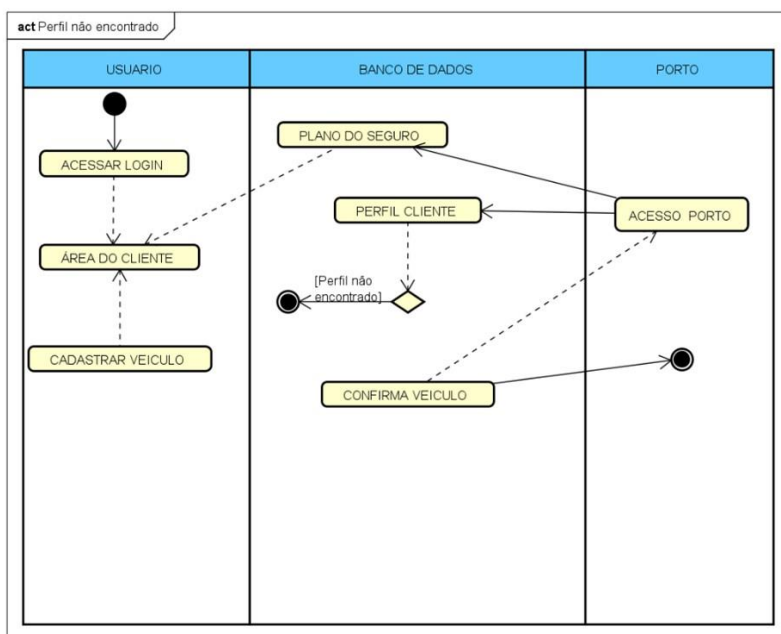 act Perfil não encontrado
USUARIO
BANCO DE DADOS
PORTO
PLANO DO SEGURO
ACESSAR LOGIN
PERFIL CLIENTE
ACESSO PORTO
ÁREA DO CLIENTE
[Perfil não
encontrado]
CADASTRAR VEICULO
CONFIRMA VEICULO